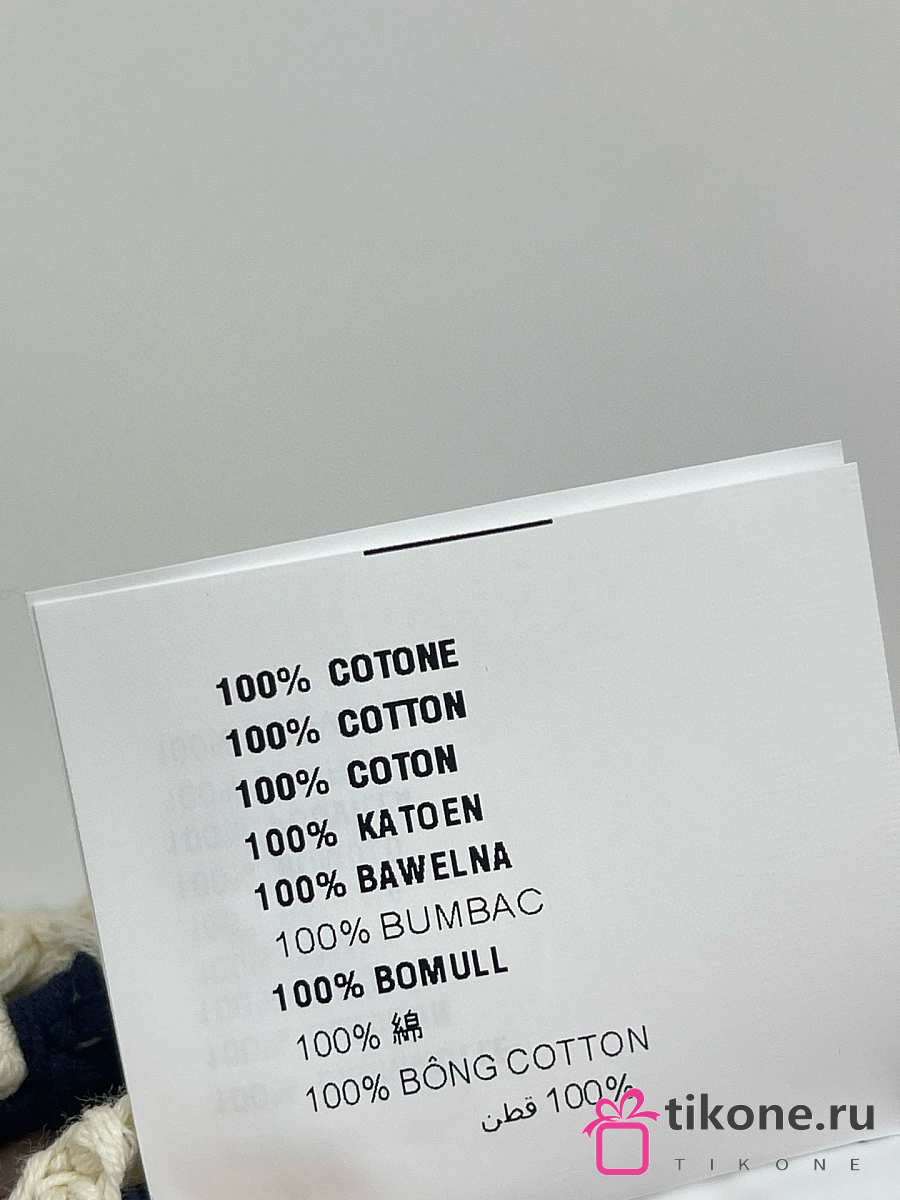 100% COTONE
100% COTTON
100% COTON
100% KATOEN
100% BAWELNA
100% BUMBAC
100% BOMULL
100% 綿
100% BÔNG COTTON
100% قطن
tikone.ru
TIKONE